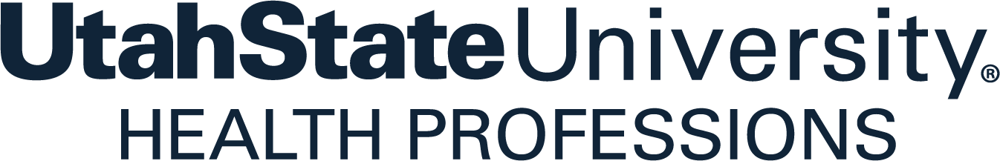 UtahStateUniversity®
HEALTH PROFESSIONS